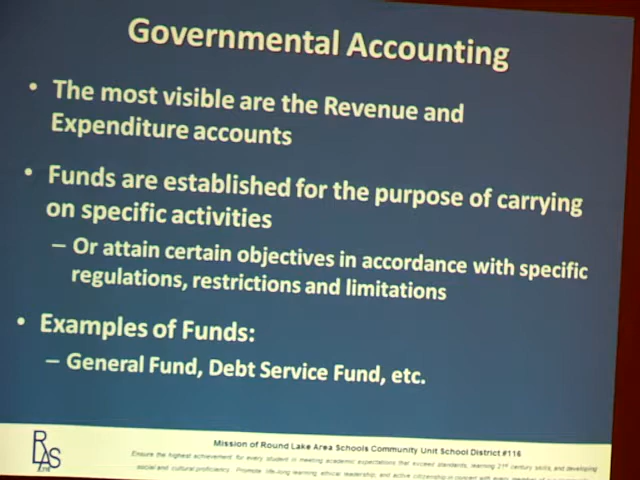 Governmental Accounting
• The most visible are the Revenue and
Expenditure accounts
• Funds are established for the purpose of carrying
on specific activities
– Or attain certain objectives in accordance with specific
regulations, restrictions and limitations
• Examples of Funds:
– General Fund, Debt Service Fund, etc.
Mission of Round Lake Area Schools Community Unit School District #116
Ensure the highest achievement for every student in meeting academic expectations that exceed standards, learning 21st century skills, and developing
social and cultural proficiency. Promote life-long learning, ethical leadership, and active citizenship in concert with every member of
RLAS